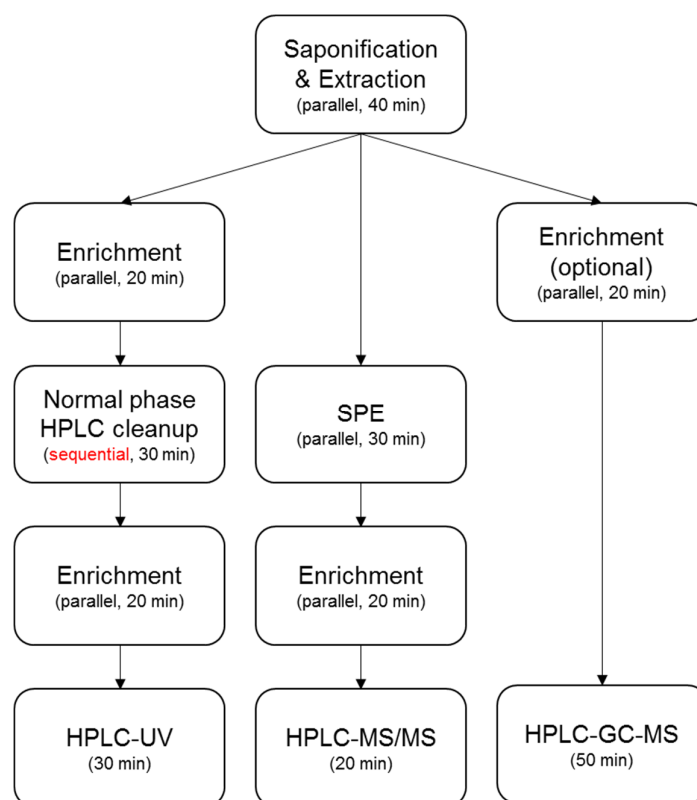 Saponification
& Extraction
(parallel, 40 min)
Enrichment
(parallel, 20 min)
Normal phase
HPLC cleanup
(sequential, 30 min)
Enrichment
(parallel, 20 min)
HPLC-UV
(30 min)
SPE
(parallel, 30 min)
Enrichment
(parallel, 20 min)
HPLC-MS/MS
(20 min)
Enrichment
(optional)
(parallel, 20 min)
HPLC-GC-MS
(50 min)